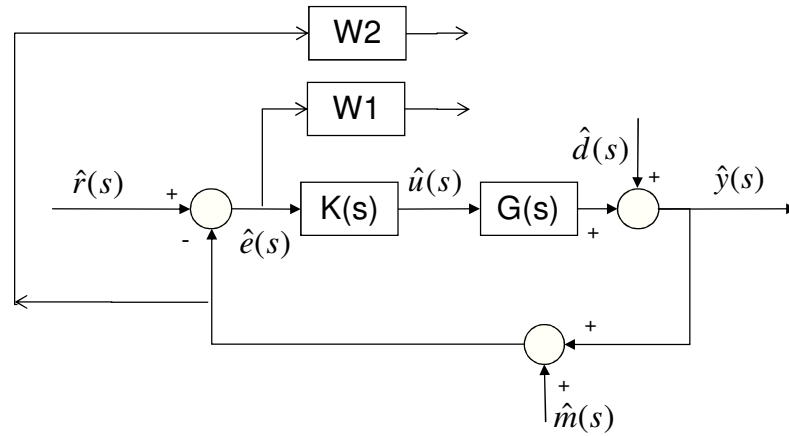 W2
W1
d̂(s)
r̂(s)
+
û(s)
+
ŷ(s)
K(s)
G(s)
-
ê(s)
+
+
+
m̂(s)